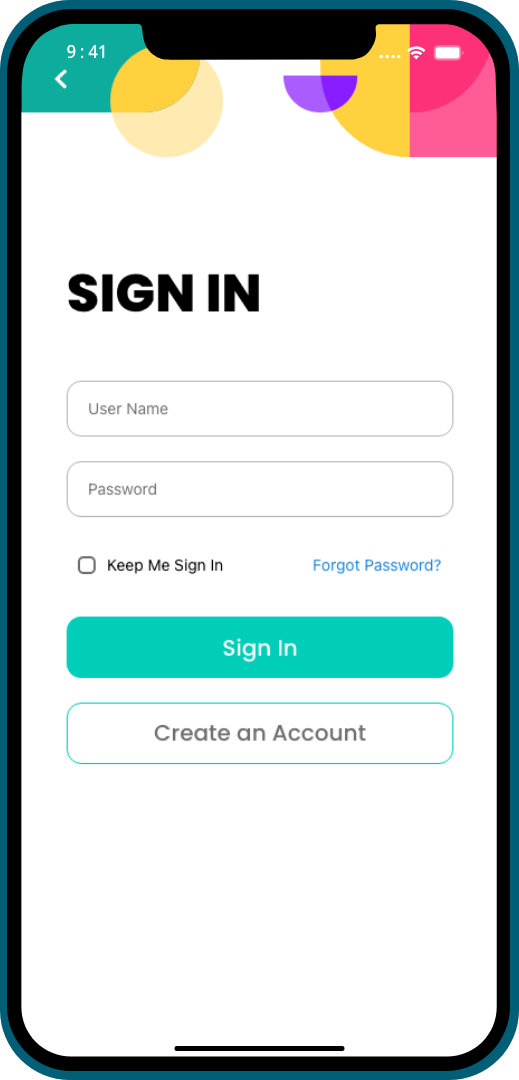 9:41
SIGN IN
User Name
Password
Keep Me Sign In
Forgot Password?
Sign In
Create an Account